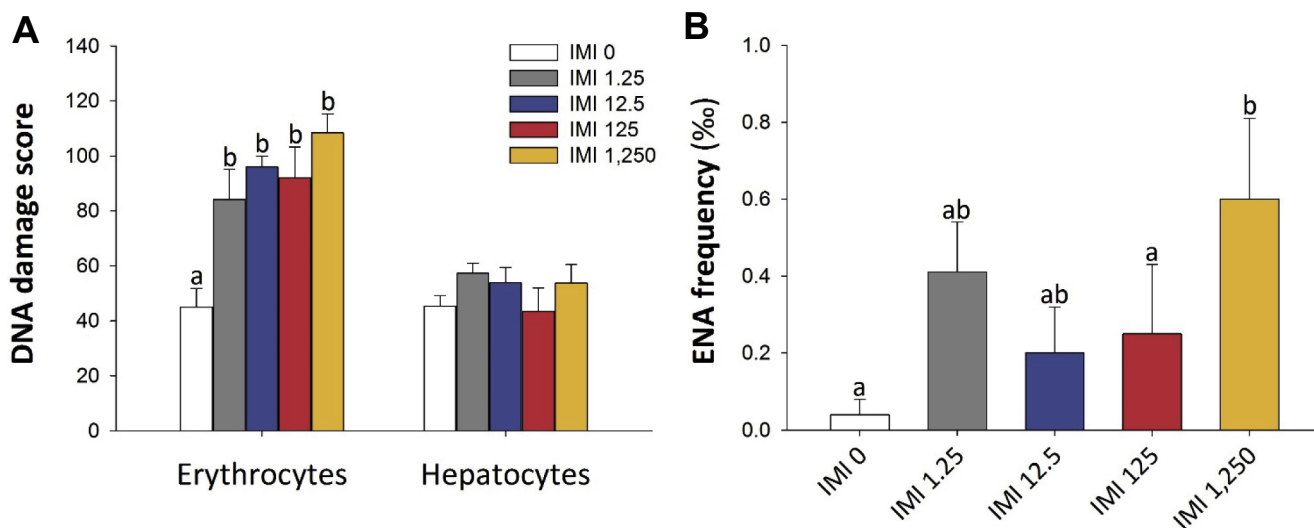 A
DNA damage score
140
120
100
80
60
40
20
0
IMI 0
IMI 1.25
IMI 12.5
IMI 125
IMI 1,250
a
b
b
b
b
Erythrocytes
Hepatocytes
B
ENA frequency (‰)
1.0
0.8
0.6
0.4
0.2
0.0
a
ab
ab
a
b
IMI 0
IMI 1.25
IMI 12.5
IMI 125
IMI 1,250